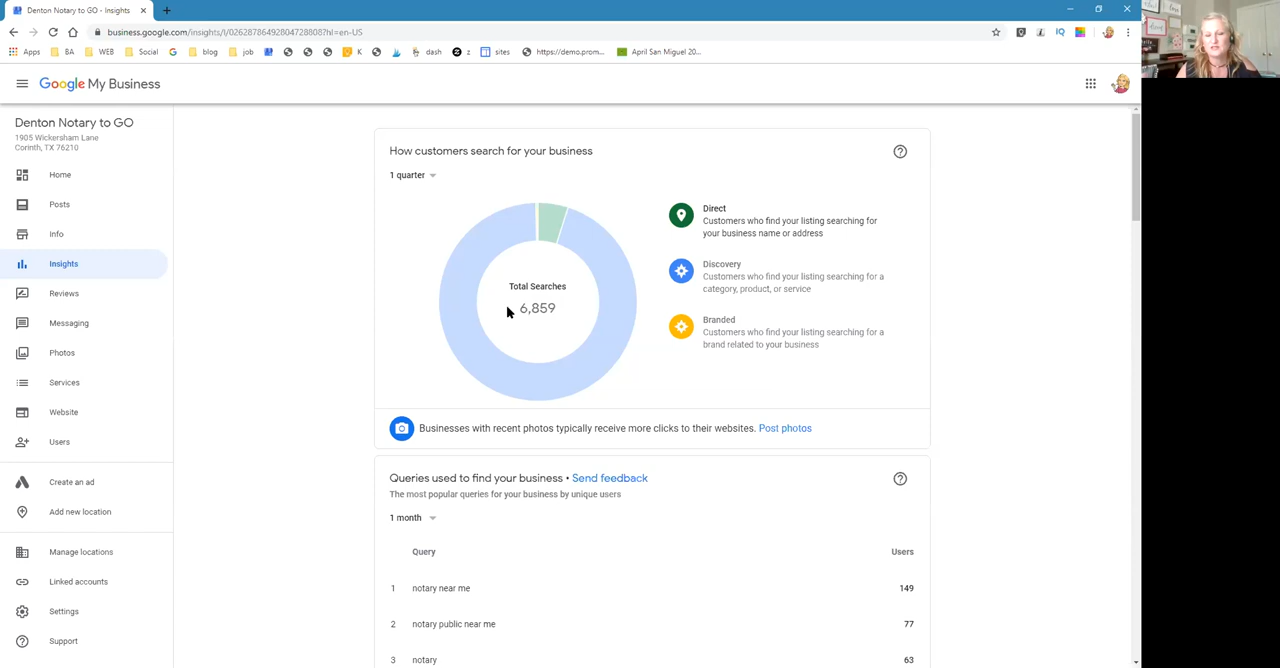 Denton Notary to GO - Insights
business.google.com/insights/l/02628786492804728808?hl=en-US
Apps BA WEB Social blog job K dash z sites https://demo.prom... April San Miguel 20...
Google My Business
Denton Notary to GO
1905 Wickersham Lane
Corinth, TX 76210
Home
Posts
Info
Insights
Reviews
Messaging
Photos
Services
Website
Users
Create an ad
Add new location
Manage locations
Linked accounts
Settings
Support
How customers search for your business
1 quarter
Total Searches
6,859
Direct
Customers who find your listing searching for
your business name or address
Discovery
Customers who find your listing searching for a
category, product, or service
Branded
Customers who find your listing searching for a
brand related to your business
Businesses with recent photos typically receive more clicks to their websites. Post photos
Queries used to find your business • Send feedback
The most popular queries for your business by unique users
1 month
Query Users
1 notary near me 149
2 notary public near me 77
3 notary 63